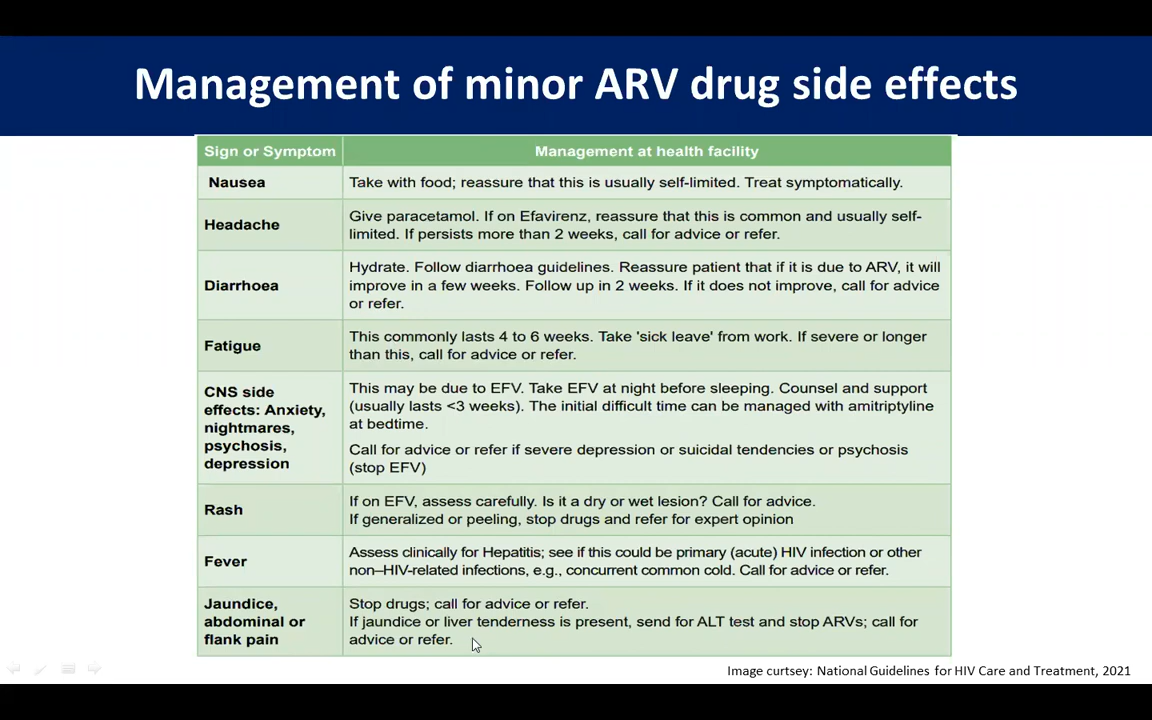 Management of minor ARV drug side effects
Sign or Symptom
Management at health facility
Nausea
Take with food; reassure that this is usually self-limited. Treat symptomatically.
Headache
Give paracetamol. If on Efavirenz, reassure that this is common and usually self-
limited. If persists more than 2 weeks, call for advice or refer.
Diarrhoea
Hydrate. Follow diarrhoea guidelines. Reassure patient that if it is due to ARV, it will
improve in a few weeks. Follow up in 2 weeks. If it does not improve, call for advice
or refer.
Fatigue
This commonly lasts 4 to 6 weeks. Take 'sick leave' from work. If severe or longer
than this, call for advice or refer.
CNS side
effects: Anxiety,
nightmares,
psychosis,
depression
This may be due to EFV. Take EFV at night before sleeping. Counsel and support
(usually lasts <3 weeks). The initial difficult time can be managed with amitriptyline
at bedtime.
Call for advice or refer if severe depression or suicidal tendencies or psychosis
(stop EFV)
Rash
If on EFV, assess carefully. Is it a dry or wet lesion? Call for advice.
If generalized or peeling, stop drugs and refer for expert opinion
Fever
Assess clinically for Hepatitis; see if this could be primary (acute) HIV infection or other
non–HIV-related infections, e.g., concurrent common cold. Call for advice or refer.
Jaundice,
abdominal or
flank pain
Stop drugs; call for advice or refer.
If jaundice or liver tenderness is present, send for ALT test and stop ARVs; call for
advice or refer.
Image curtsey: National Guidelines for HIV Care and Treatment, 2021